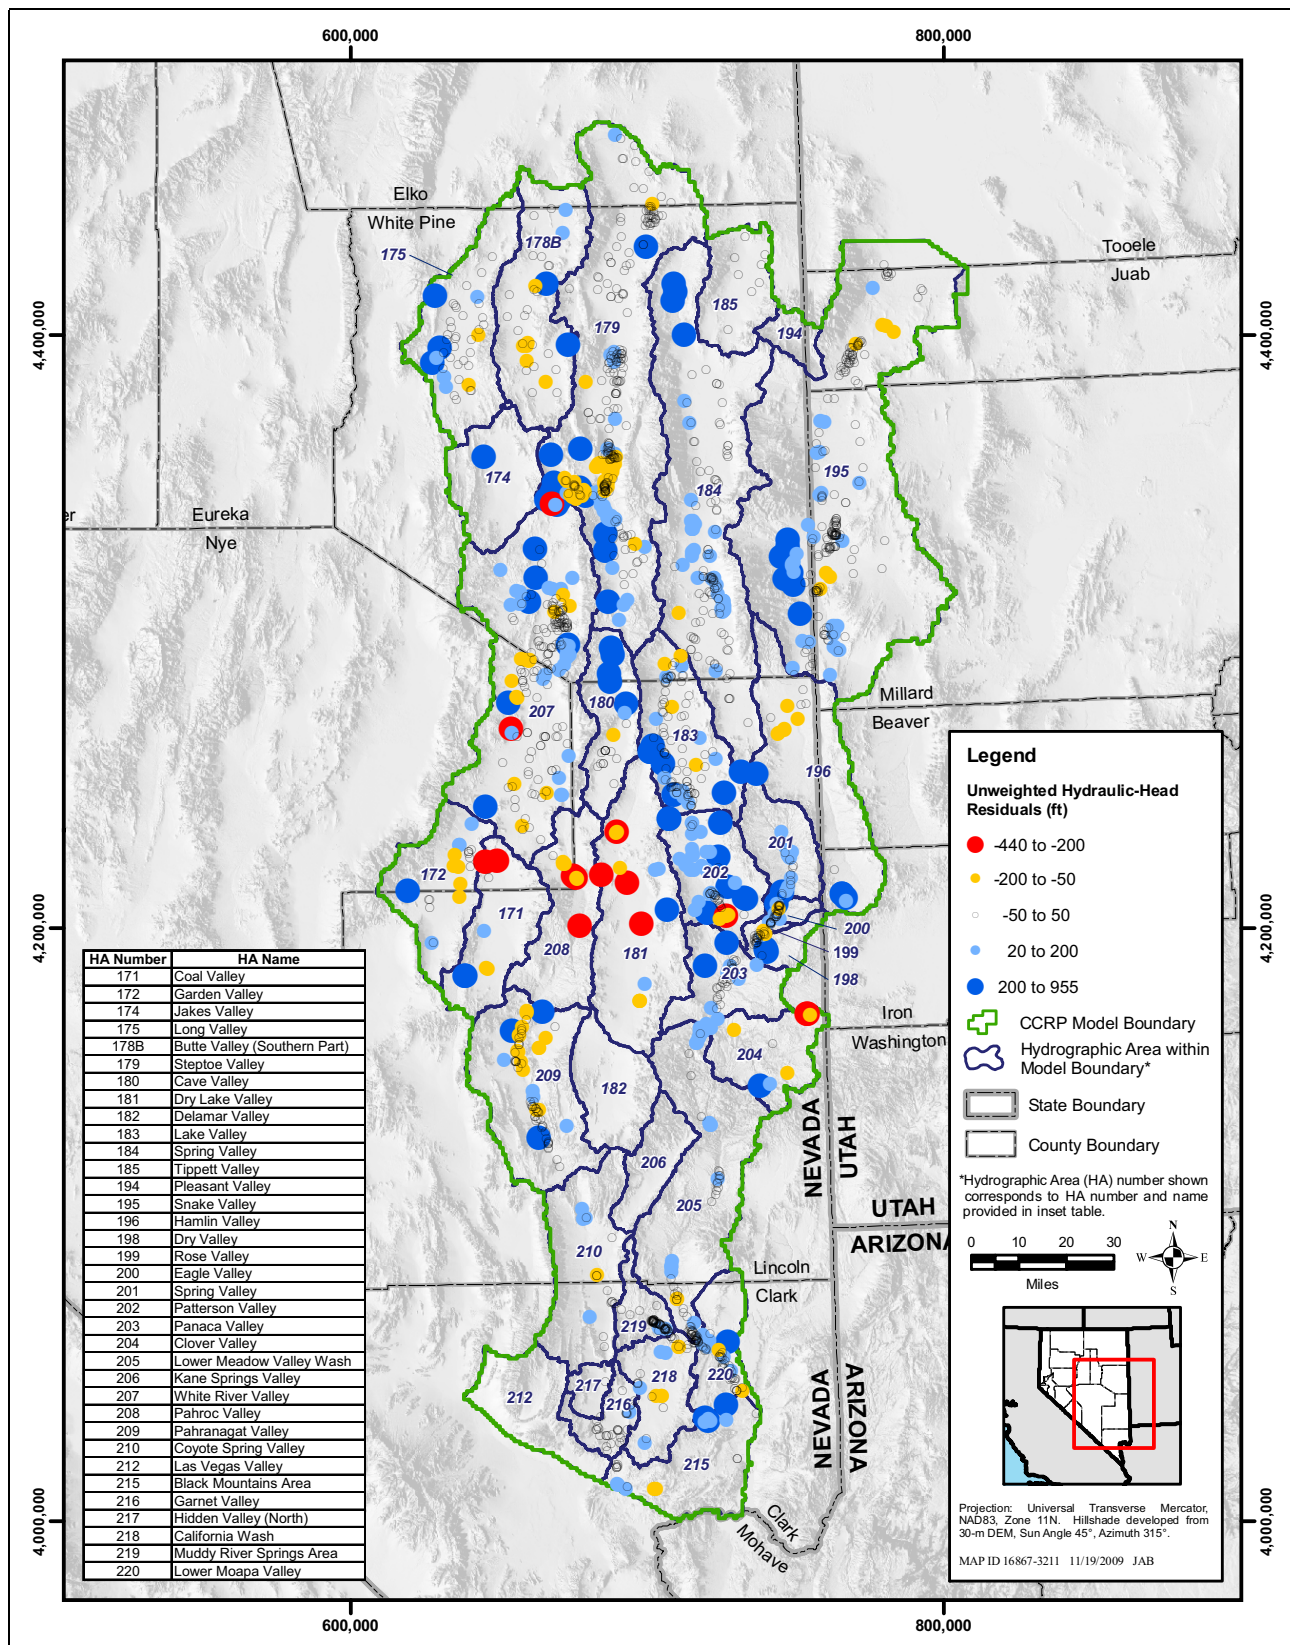 600,000
800,000
Elko
White Pine
175
178B
179
185
194
Tooele
Juab
4,400,000
4,400,000
174
184
195
er
Eureka
Nye
207
180
183
196
Millard
Beaver
172
171
208
181
202
201
200
199
198
203
204
209
182
206
205
210
219
218
220
217
216
212
215
4,200,000
4,200,000
Iron
Washington
NEVADA
UTAH
UTAH
ARIZONA
Lincoln
Clark
NEVADA
ARIZONA
Clark
Mohave
4,000,000
4,000,000
600,000
800,000
HA Number HA Name
171 Coal Valley
172 Garden Valley
174 Jakes Valley
175 Long Valley
178B Butte Valley (Southern Part)
179 Steptoe Valley
180 Cave Valley
181 Dry Lake Valley
182 Delamar Valley
183 Lake Valley
184 Spring Valley
185 Tippett Valley
194 Pleasant Valley
195 Snake Valley
196 Hamlin Valley
198 Dry Valley
199 Rose Valley
200 Eagle Valley
201 Spring Valley
202 Patterson Valley
203 Panaca Valley
204 Clover Valley
205 Lower Meadow Valley Wash
206 Kane Springs Valley
207 White River Valley
208 Pahroc Valley
209 Pahranagat Valley
210 Coyote Spring Valley
212 Las Vegas Valley
215 Black Mountains Area
216 Garnet Valley
217 Hidden Valley (North)
218 California Wash
219 Muddy River Springs Area
220 Lower Moapa Valley
Legend
Unweighted Hydraulic-Head
Residuals (ft)
-440 to -200
-200 to -50
-50 to 50
20 to 200
200 to 955
CCRP Model Boundary
Hydrographic Area within
Model Boundary*
State Boundary
County Boundary
*Hydrographic Area (HA) number shown
corresponds to HA number and name
provided in inset table.
0 10 20 30
Miles
N
W E
S
Projection: Universal Transverse Mercator,
NAD83, Zone 11N. Hillshade developed from
30-m DEM, Sun Angle 45°, Azimuth 315°.
MAP ID 16867-3211 11/19/2009 JAB